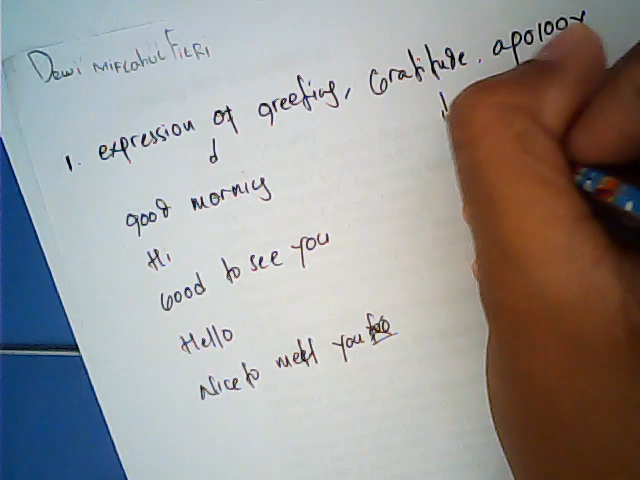 Dewi Miftahul Fitri
1. expression of greeting, Gratitude, apology
good morning
Hi
Good to see you
Hello
Nice to meet you